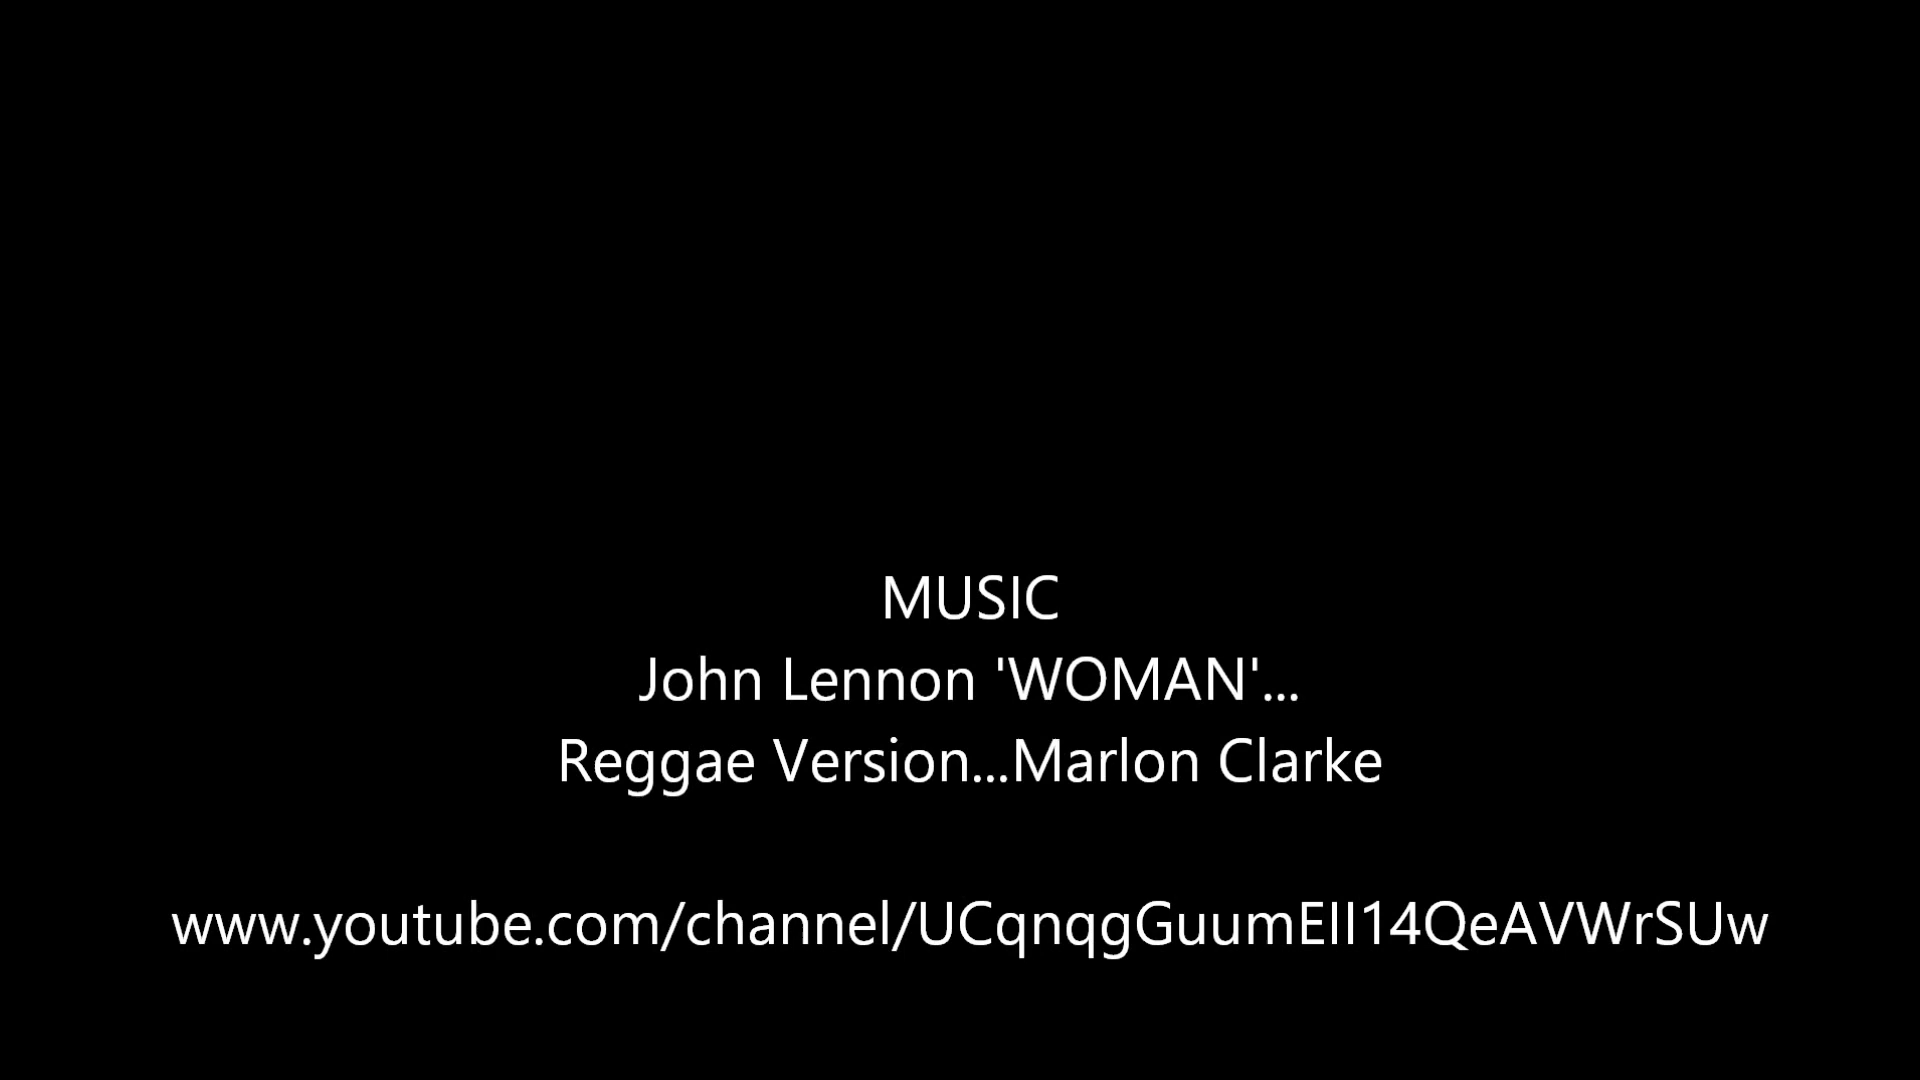 MUSIC
John Lennon 'WOMAN'...
Reggae Version...Marlon Clarke
www.youtube.com/channel/UCqnqgGuumEII14QeAVWrSUw